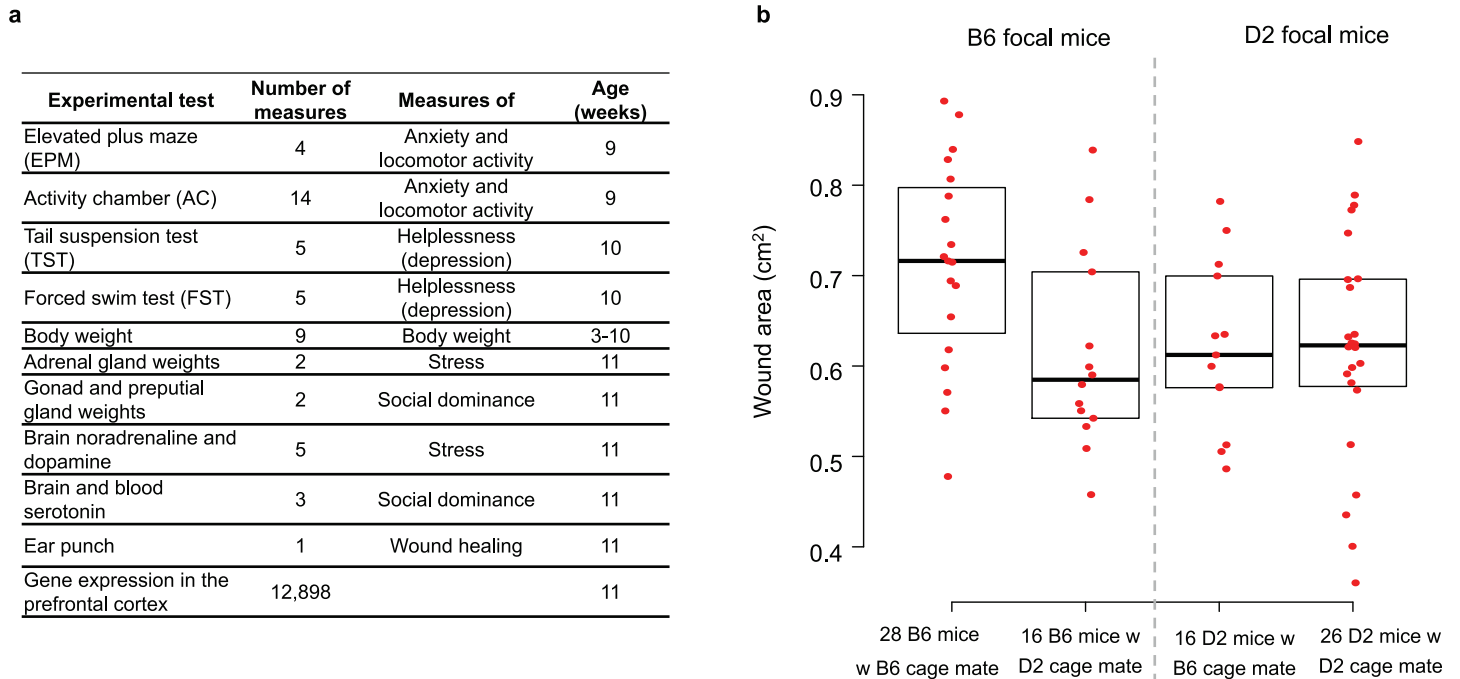 a
Experimental test
Number of
measures
Measures of
Age
(weeks)
Elevated plus maze
(EPM)
4
Anxiety and
locomotor activity
9
Activity chamber (AC)
14
Anxiety and
locomotor activity
9
Tail suspension test
(TST)
5
Helplessness
(depression)
10
Forced swim test (FST)
5
Helplessness
(depression)
10
Body weight
9
Body weight
3-10
Adrenal gland weights
2
Stress
11
Gonad and preputial
gland weights
2
Social dominance
11
Brain noradrenaline and
dopamine
5
Stress
11
Brain and blood
serotonin
3
Social dominance
11
Ear punch
1
Wound healing
11
Gene expression in the
prefrontal cortex
12,898
11
b
B6 focal mice
D2 focal mice
Wound area (cm²)
0.9
0.8
0.7
0.6
0.5
0.4
28 B6 mice
w B6 cage mate
16 B6 mice w
D2 cage mate
16 D2 mice w
B6 cage mate
26 D2 mice w
D2 cage mate